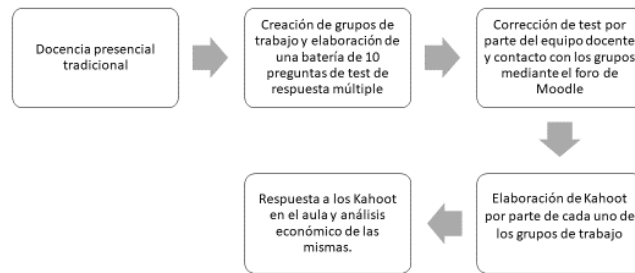 Docencia presencial
tradicional
Creación de grupos de
trabajo y elaboración de
una batería de 10
preguntas de test de
respuesta múltiple
Corrección de test por
parte del equipo docente
y contacto con los grupos
mediante el foro de
Moodle
Elaboración de Kahoot
por parte de cada uno de
los grupos de trabajo
Respuesta a los Kahoot
en el aula y análisis
económico de las
mismas.